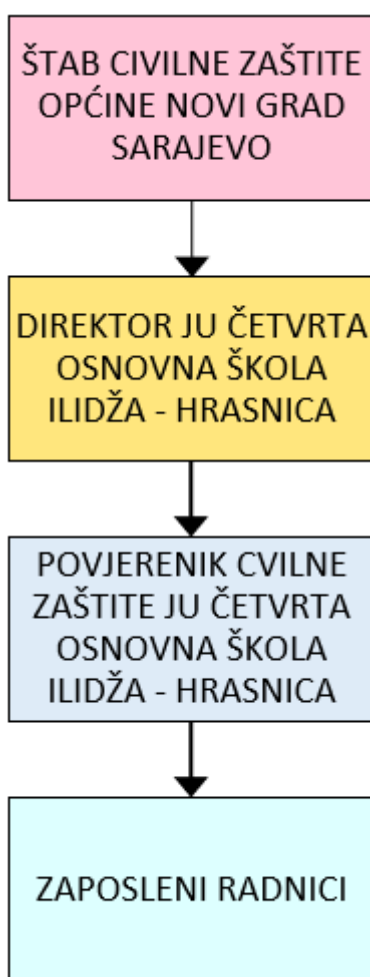 ŠTAB CIVILNE ZAŠTITE
OPĆINE NOVI GRAD
SARAJEVO
DIREKTOR JU ČETVRTA
OSNOVNA ŠKOLA
ILIDŽA - HRASNICA
POVJERENIK CVILNE
ZAŠTITE JU ČETVRTA
OSNOVNA ŠKOLA
ILIDŽA - HRASNICA
ZAPOSLENI RADNICI